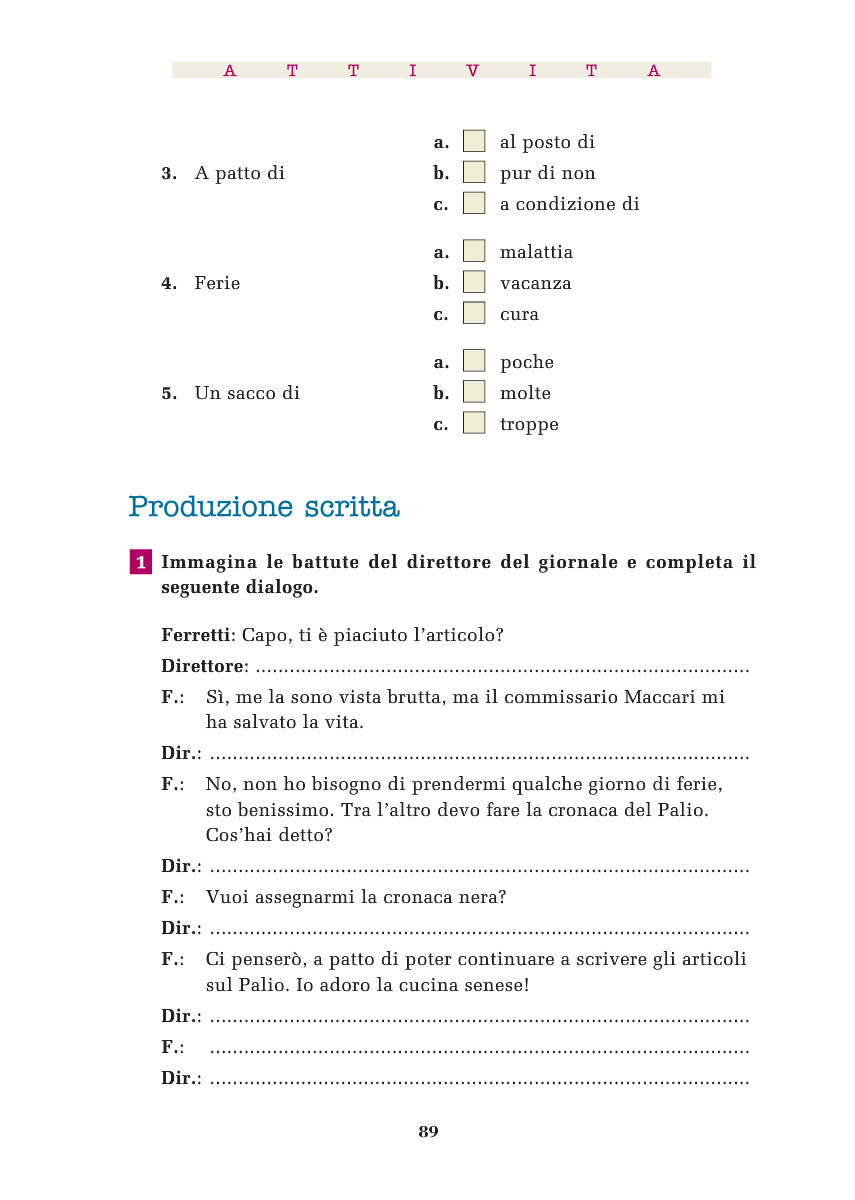 A T T I V I T A
a. al posto di
3. A patto di b. pur di non
c. a condizione di
a. malattia
4. Ferie b. vacanza
c. cura
a. poche
5. Un sacco di b. molte
c. troppe
Produzione scritta
1 Immagina le battute del direttore del giornale e completa il
seguente dialogo.
Ferretti: Capo, ti è piaciuto l’articolo?
Direttore: .......................................................................................
F.: Sì, me la sono vista brutta, ma il commissario Maccari mi
ha salvato la vita.
Dir.: ...............................................................................................
F.: No, non ho bisogno di prendermi qualche giorno di ferie,
sto benissimo. Tra l’altro devo fare la cronaca del Palio.
Cos’hai detto?
Dir.: ...............................................................................................
F.: Vuoi assegnarmi la cronaca nera?
Dir.: ...............................................................................................
F.: Ci penserò, a patto di poter continuare a scrivere gli articoli
sul Palio. Io adoro la cucina senese!
Dir.: ...............................................................................................
F.: ...............................................................................................
Dir.: ...............................................................................................
89